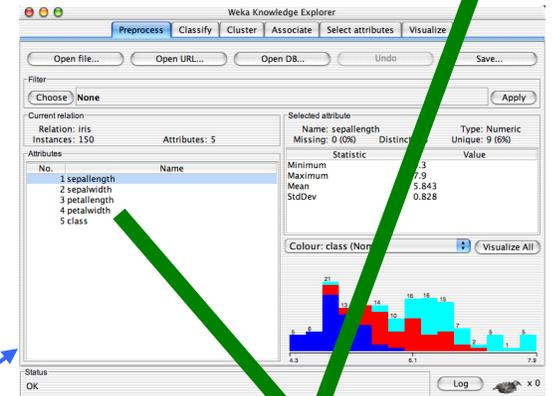 Weka Knowledge Explorer
Preprocess Classify Cluster Associate Select attributes Visualize
Open file... Open URL... Open DB... Undo Save...
Filter
Choose None Apply
Current relation
Relation: iris
Instances: 150 Attributes: 5
Selected attribute
Name: sepallength Type: Numeric
Missing: 0 (0%) Unique: 9 (6%)
Attributes
No. Name
1 sepallength
2 sepalwidth
3 petallength
4 petalwidth
5 class
Statistic Value
Minimum
Maximum 7.9
Mean 5.843
StdDev 0.828
Colour: class Visualize All
21
16 16 15
13 14
10
5 6 7 2 5 1 5
4.3 6.1 7.9
Status
OK
Log x 0